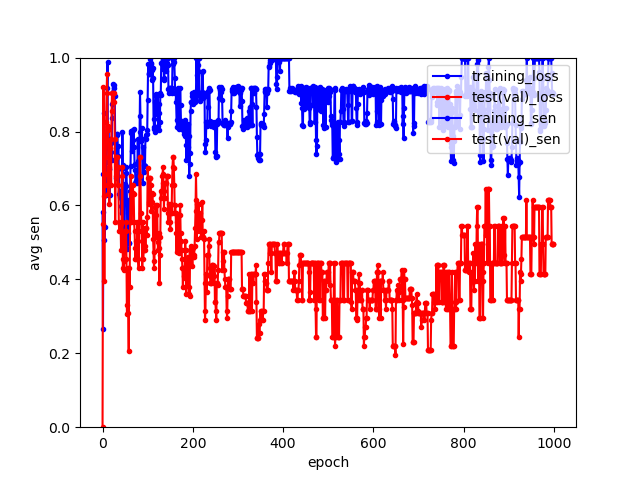 1.0
0.8
0.6
0.4
0.2
0.0
avg sen
0 200 400 600 800 1000
epoch
training_loss
test(val)_loss
training_sen
test(val)_sen